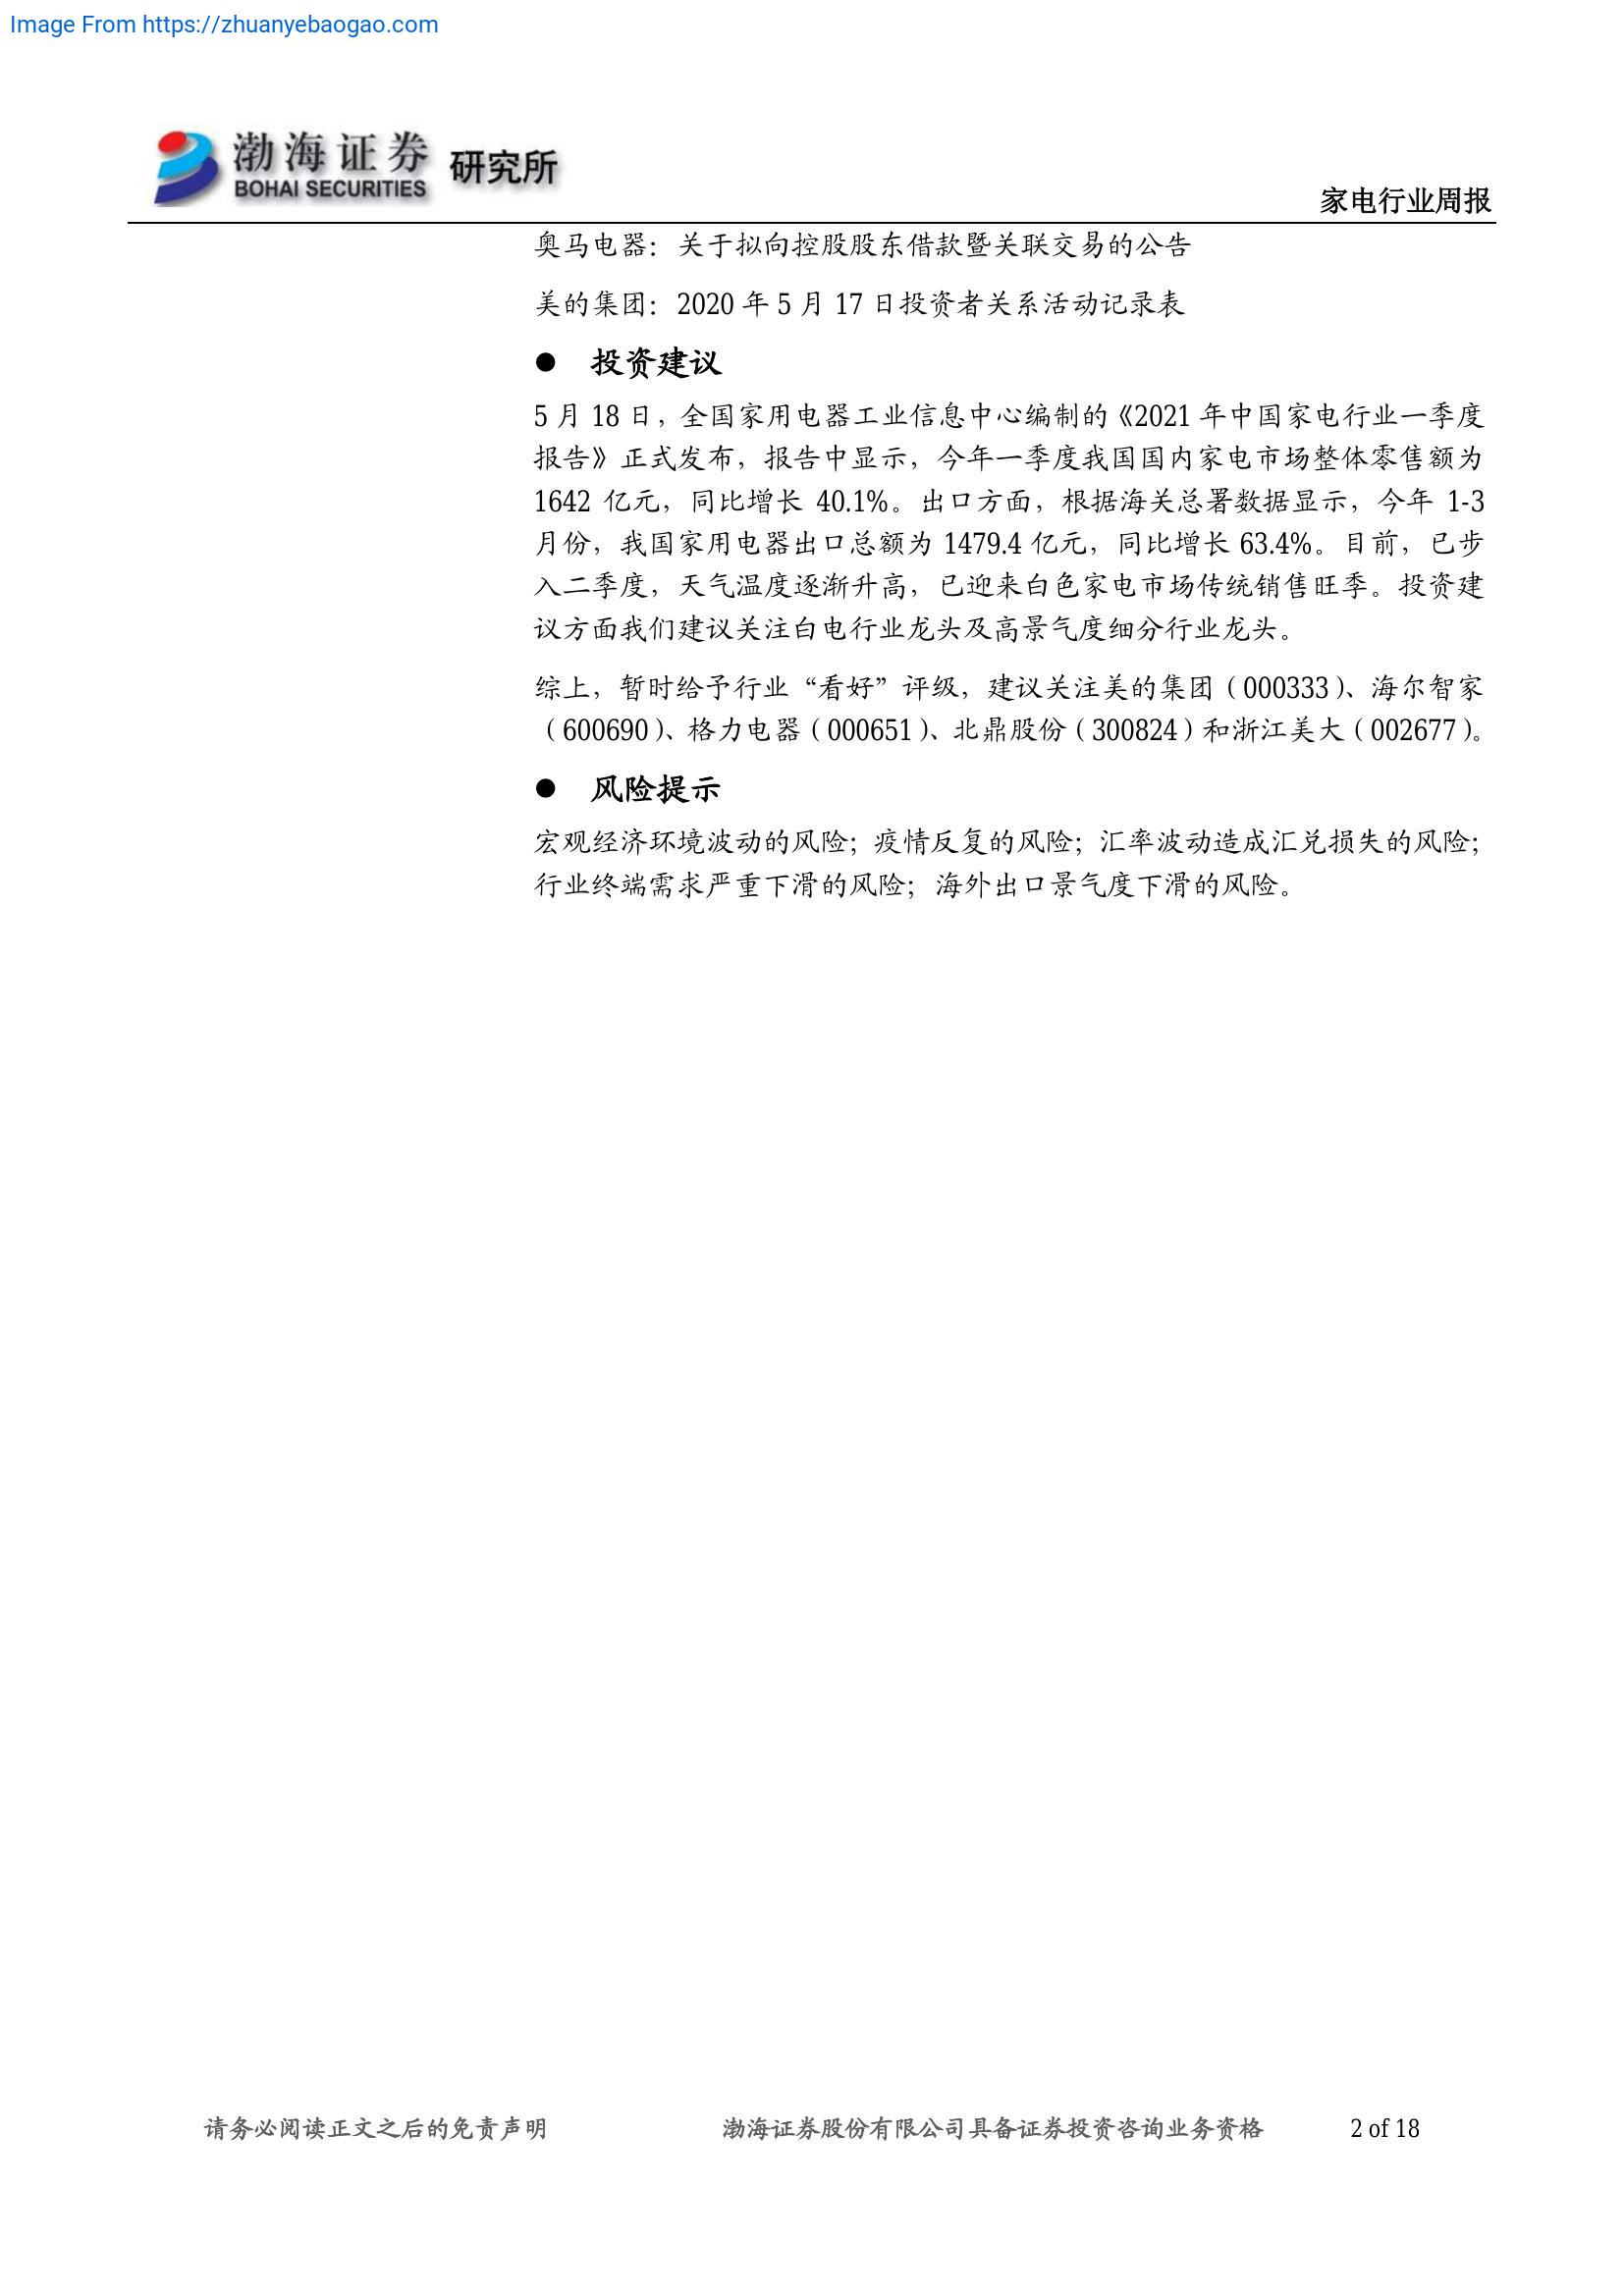 Image From https://zhuanyebaogao.com
渤海证券 研究所
BOHAI SECURITIES
家电行业周报
奥马电器：关于拟向控股股东借款暨关联交易的公告
美的集团：2020 年 5 月 17 日投资者关系活动记录表
● 投资建议
5 月 18 日，全国家用电器工业信息中心编制的《2021 年中国家电行业一季度
报告》正式发布，报告中显示，今年一季度我国国内家电市场整体零售额为
1642 亿元，同比增长 40.1%。出口方面，根据海关总署数据显示，今年 1-3
月份，我国家用电器出口总额为 1479.4 亿元，同比增长 63.4%。目前，已步
入二季度，天气温度逐渐升高，已迎来白色家电市场传统销售旺季。投资建
议方面我们建议关注白电行业龙头及高景气度细分行业龙头。
综上，暂时给予行业“看好”评级，建议关注美的集团（000333）、海尔智家
（600690）、格力电器（000651）、北鼎股份（300824）和浙江美大（002677）。
● 风险提示
宏观经济环境波动的风险；疫情反复的风险；汇率波动造成汇兑损失的风险；
行业终端需求严重下滑的风险；海外出口景气度下滑的风险。
请务必阅读正文之后的免责声明 渤海证券股份有限公司具备证券投资咨询业务资格 2 of 18